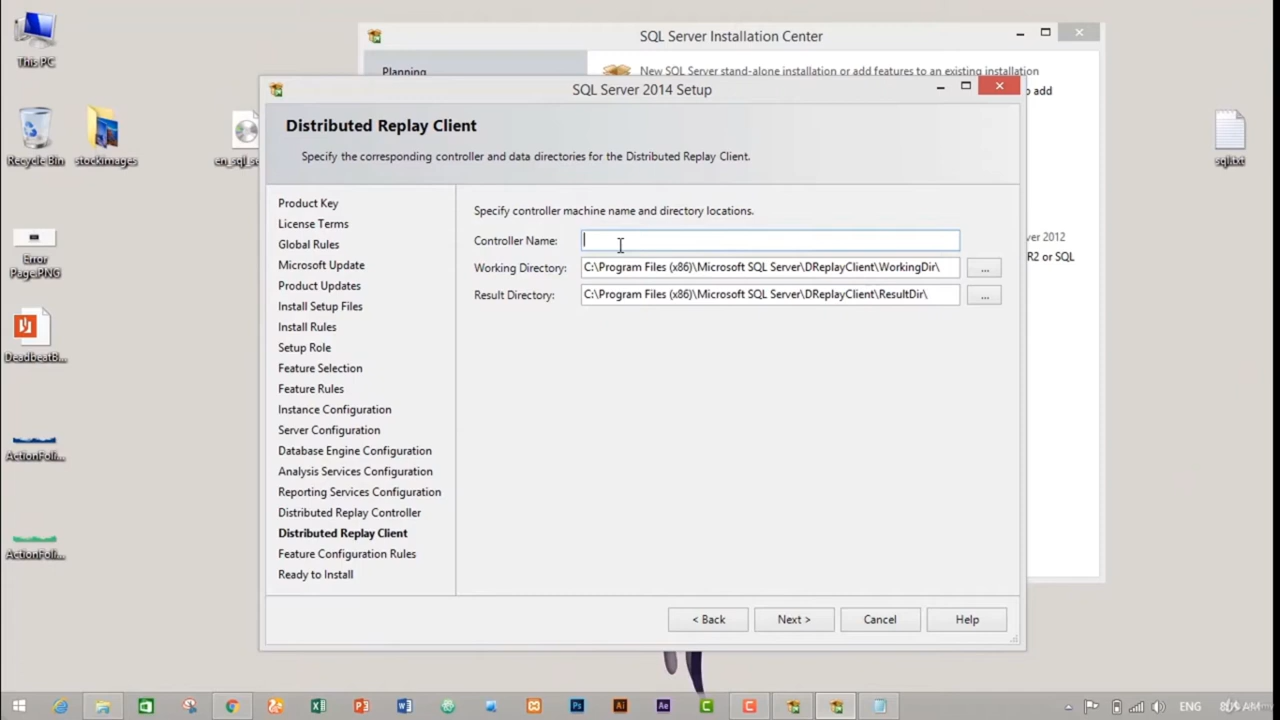 This PC
Recycle Bin
stockimages
en_sql_se
Error
Page.PNG
DeadbeatB...
ActionFoll...
ActionFoll...
sql.txt
SQL Server Installation Center
Planning
New SQL Server stand-alone installation or add features to an existing installation
o add
ver 2012
R2 or SQL
SQL Server 2014 Setup
Distributed Replay Client
Specify the corresponding controller and data directories for the Distributed Replay Client.
Product Key
License Terms
Global Rules
Microsoft Update
Product Updates
Install Setup Files
Install Rules
Setup Role
Feature Selection
Feature Rules
Instance Configuration
Server Configuration
Database Engine Configuration
Analysis Services Configuration
Reporting Services Configuration
Distributed Replay Controller
Distributed Replay Client
Feature Configuration Rules
Ready to Install
Specify controller machine name and directory locations.
Controller Name:
Working Directory: C:\Program Files (x86)\Microsoft SQL Server\DReplayClient\WorkingDir\ ...
Result Directory: C:\Program Files (x86)\Microsoft SQL Server\DReplayClient\ResultDir\ ...
< Back Next > Cancel Help
ENG